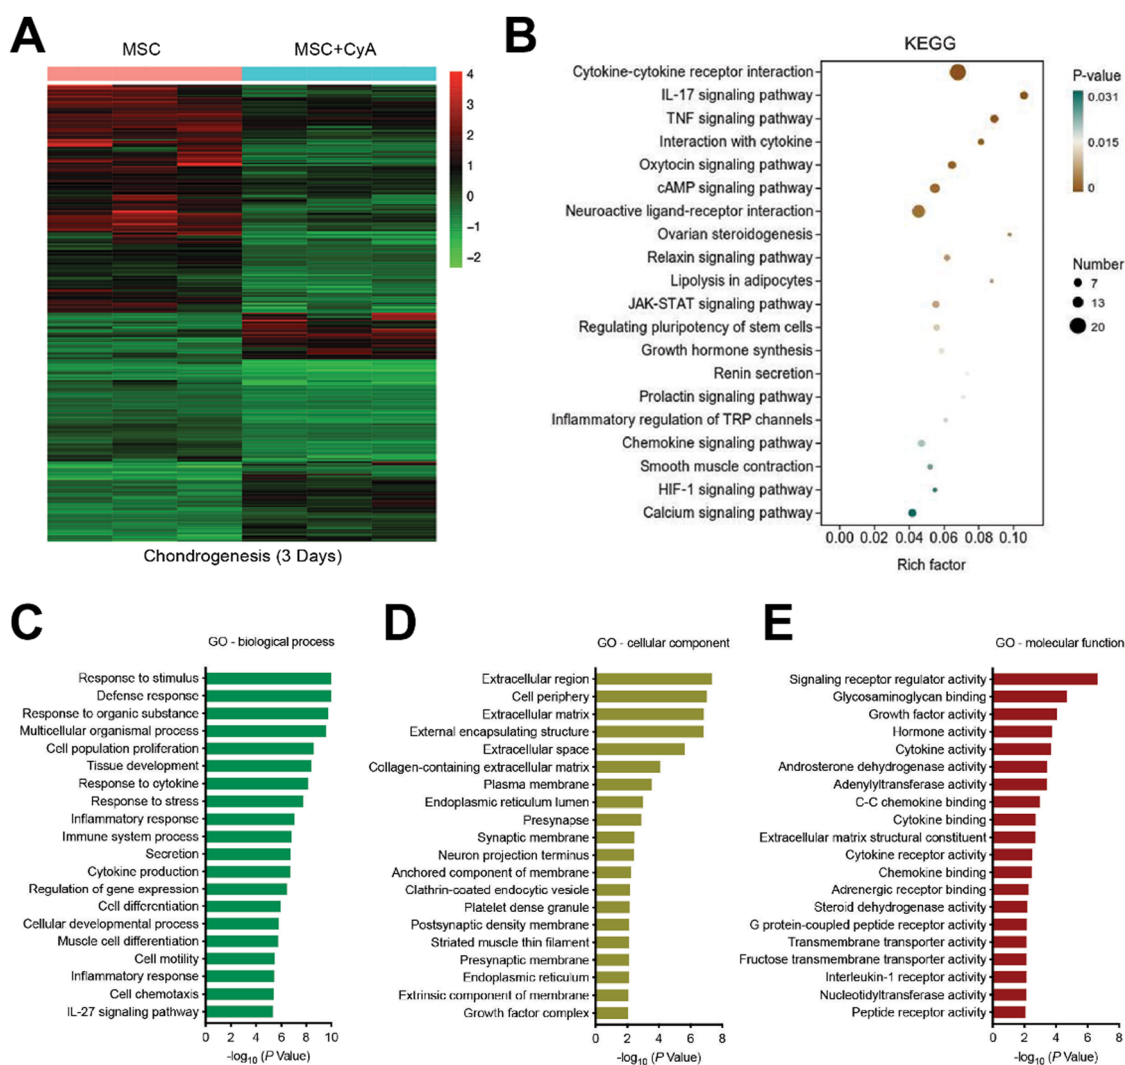 A
MSC
MSC+CyA
4
3
2
1
0
−1
−2
Chondrogenesis (3 Days)
B
KEGG
Cytokine-cytokine receptor interaction
IL-17 signaling pathway
TNF signaling pathway
Interaction with cytokine
Oxytocin signaling pathway
cAMP signaling pathway
Neuroactive ligand-receptor interaction
Ovarian steroidogenesis
Relaxin signaling pathway
Lipolysis in adipocytes
JAK-STAT signaling pathway
Regulating pluripotency of stem cells
Growth hormone synthesis
Renin secretion
Prolactin signaling pathway
Inflammatory regulation of TRP channels
Chemokine signaling pathway
Smooth muscle contraction
HIF-1 signaling pathway
Calcium signaling pathway
0.00 0.02 0.04 0.06 0.08 0.10
Rich factor
P-value
0.031
0.015
0
Number
7
13
20
C
GO - biological process
Response to stimulus
Defense response
Response to organic substance
Multicellular organismal process
Cell population proliferation
Tissue development
Response to cytokine
Response to stress
Inflammatory response
Immune system process
Secretion
Cytokine production
Regulation of gene expression
Cell differentiation
Cellular developmental process
Muscle cell differentiation
Cell motility
Inflammatory response
Cell chemotaxis
IL-27 signaling pathway
0 2 4 6 8 10
-log10 (P Value)
D
GO - cellular component
Extracellular region
Cell periphery
Extracellular matrix
External encapsulating structure
Extracellular space
Collagen-containing extracellular matrix
Plasma membrane
Endoplasmic reticulum lumen
Presynapse
Synaptic membrane
Neuron projection terminus
Anchored component of membrane
Clathrin-coated endocytic vesicle
Platelet dense granule
Postsynaptic density membrane
Striated muscle thin filament
Presynaptic membrane
Endoplasmic reticulum
Extrinsic component of membrane
Growth factor complex
0 2 4 6 8
-log10 (P Value)
E
GO - molecular function
Signaling receptor regulator activity
Glycosaminoglycan binding
Growth factor activity
Hormone activity
Cytokine activity
Androsterone dehydrogenase activity
Adenylyltransferase activity
C-C chemokine binding
Cytokine binding
Extracellular matrix structural constituent
Cytokine receptor activity
Chemokine binding
Adrenergic receptor binding
Steroid dehydrogenase activity
G protein-coupled peptide receptor activity
Transmembrane transporter activity
Fructose transmembrane transporter activity
Interleukin-1 receptor activity
Nucleotidyltransferase activity
Peptide receptor activity
0 2 4 6 8
-log10 (P Value)